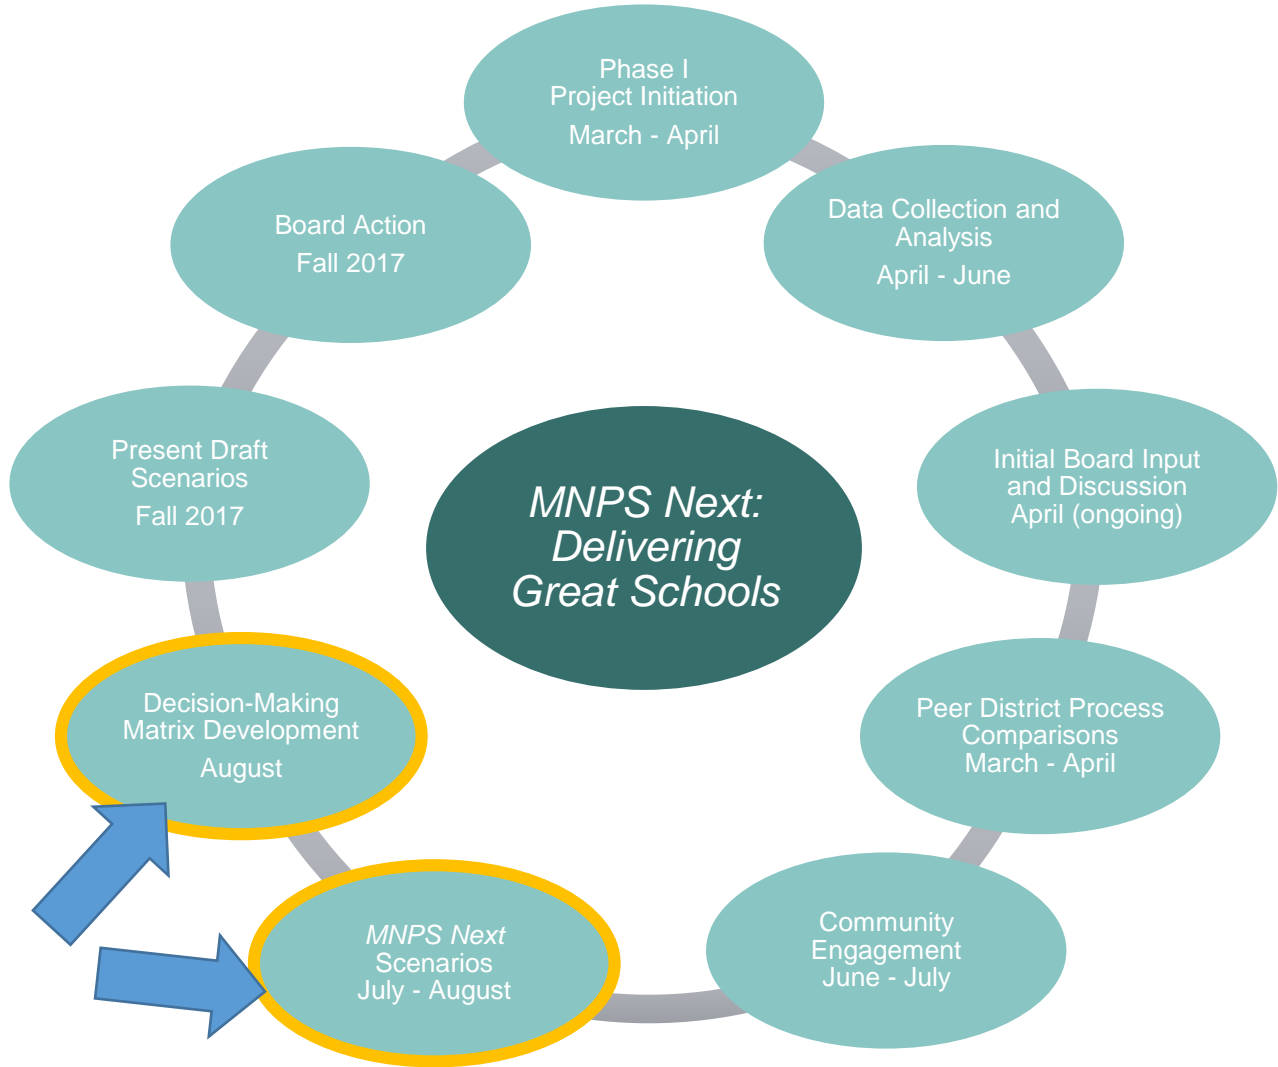 Phase I
Project Initiation
March - April
Data Collection and
Analysis
April - June
Initial Board Input
and Discussion
April (ongoing)
Peer District Process
Comparisons
March - April
Community
Engagement
June - July
MNPS Next
Scenarios
July - August
Decision-Making
Matrix Development
August
Present Draft
Scenarios
Fall 2017
Board Action
Fall 2017
MNPS Next:
Delivering
Great Schools